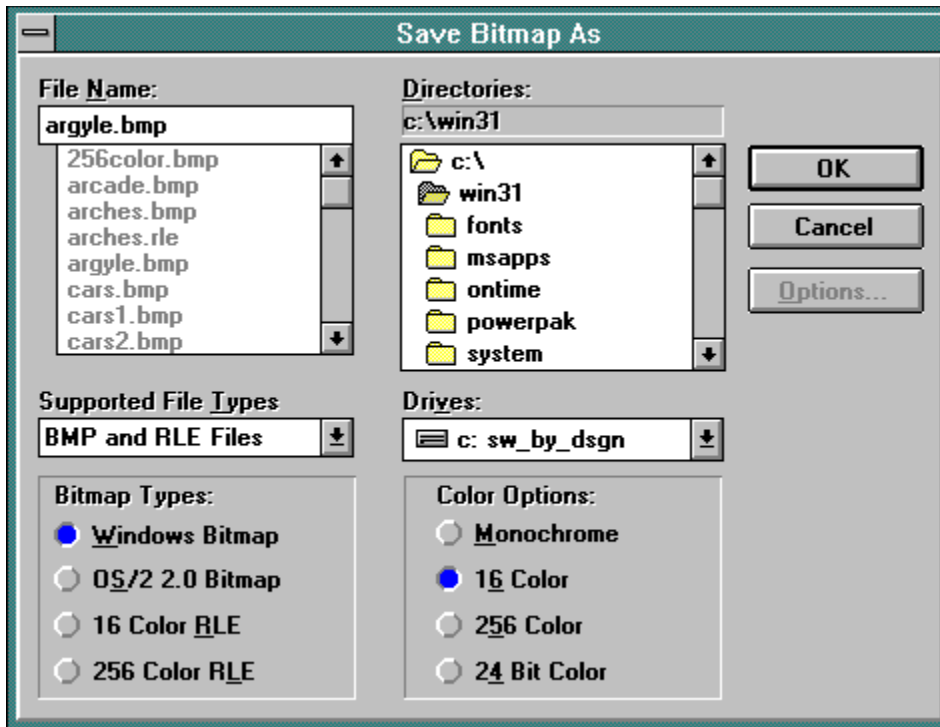 Save Bitmap As
File Name:
argyle.bmp
256color.bmp
arcade.bmp
arches.bmp
arches.rle
argyle.bmp
cars.bmp
cars1.bmp
cars2.bmp
Supported File Types
BMP and RLE Files
Bitmap Types:
Windows Bitmap
OS/2 2.0 Bitmap
16 Color RLE
256 Color RLE
Directories:
c:\win31
c:\
win31
fonts
msapps
ontime
powerpak
system
Drives:
c: sw_by_dsgn
Color Options:
Monochrome
16 Color
256 Color
24 Bit Color
OK
Cancel
Options...